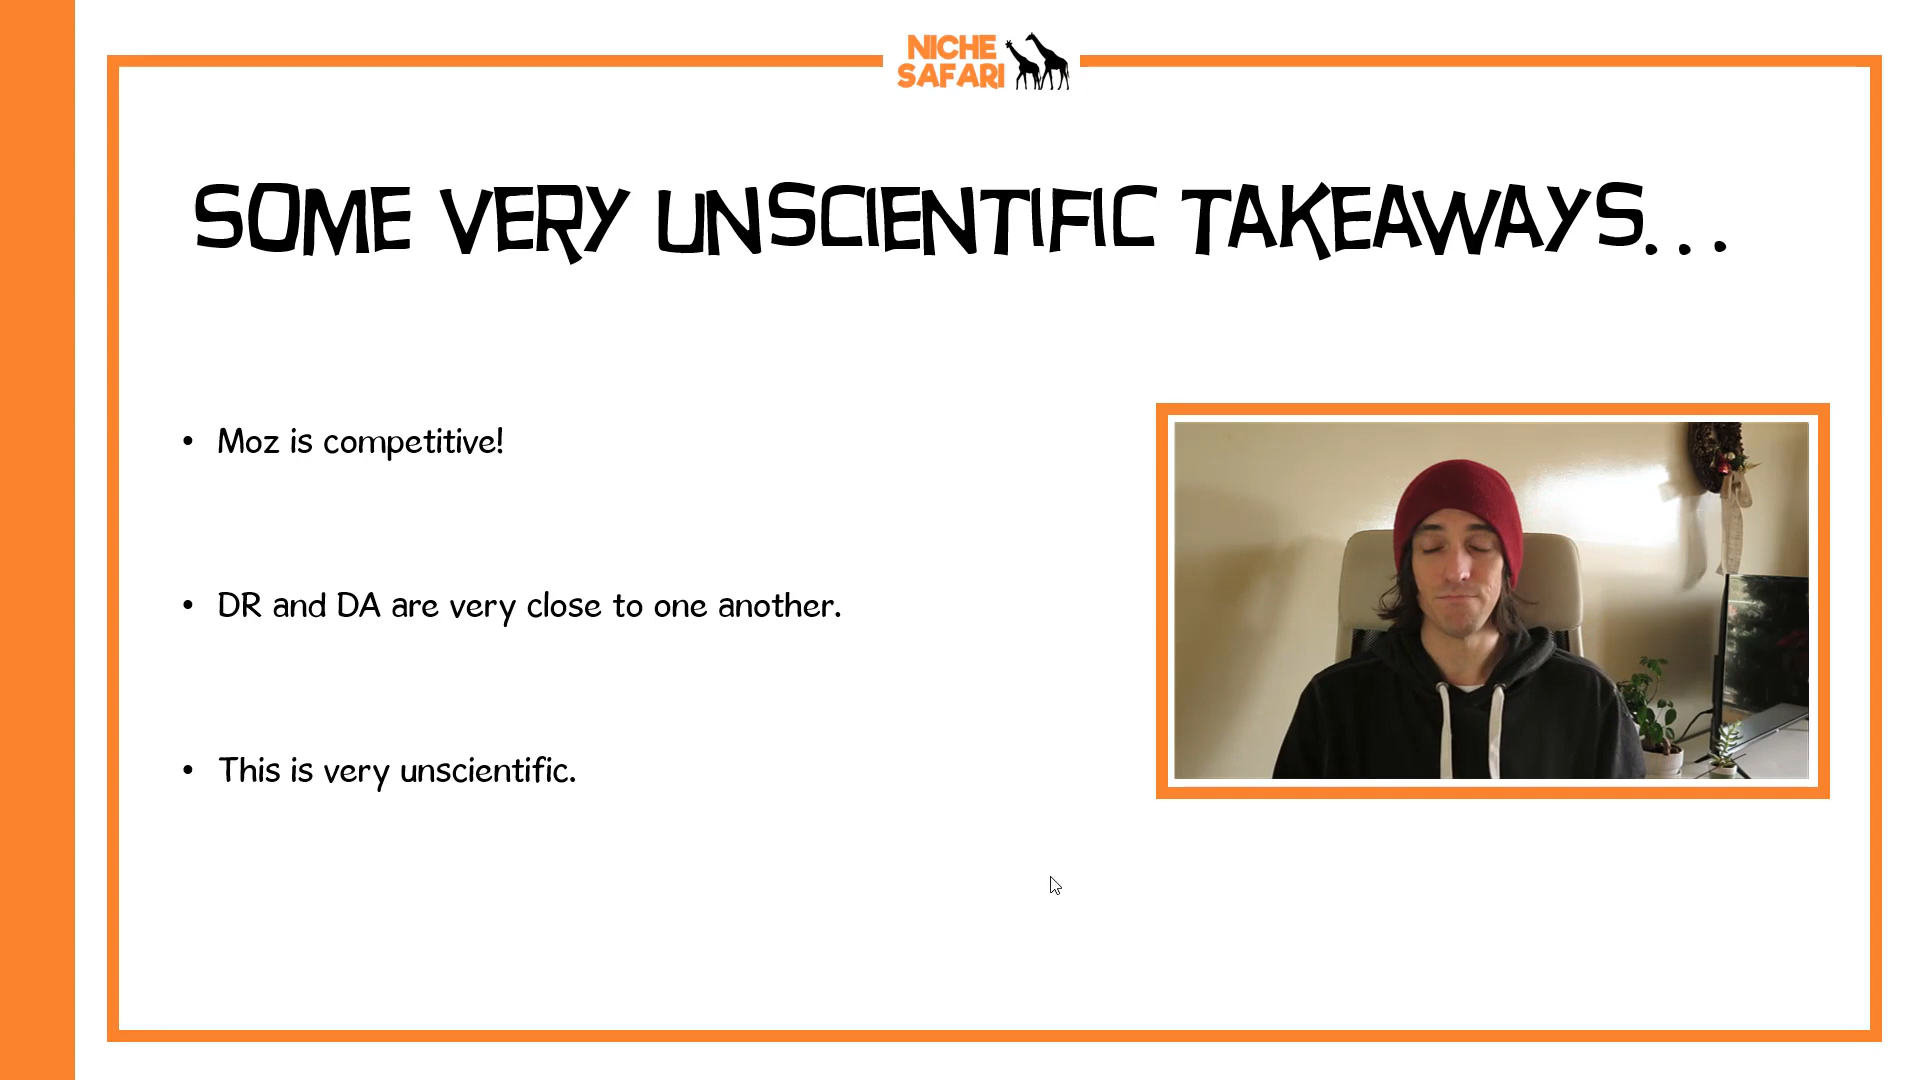 NICHE
SAFARI
SOME VERY UNSCIENTIFIC TAKEAWAYS...
• Moz is competitive!
• DR and DA are very close to one another.
• This is very unscientific.